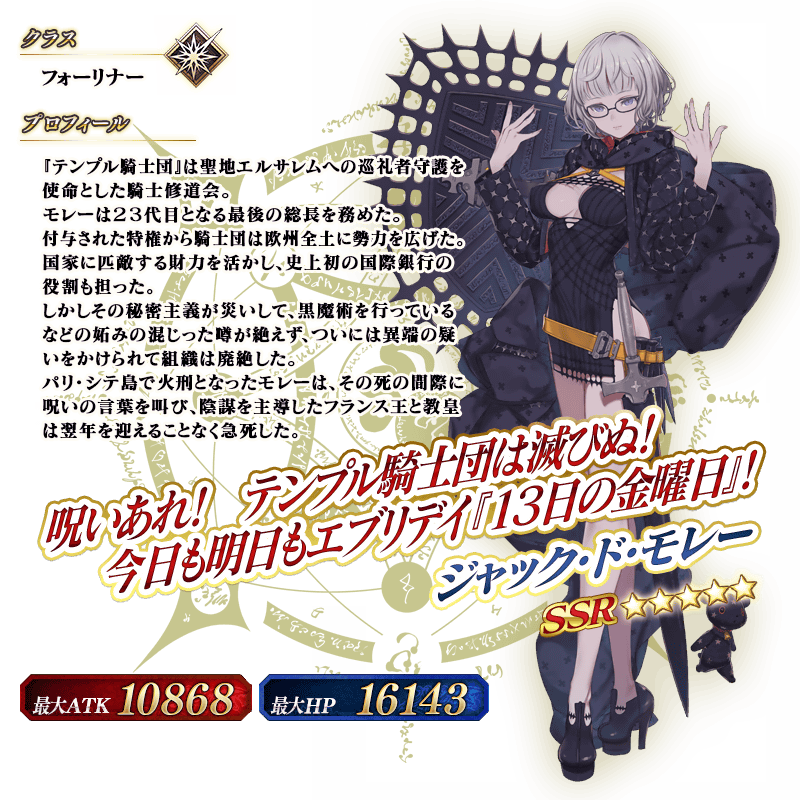 クラス
フォーリナー
プロフィール
『テンプル騎士団』は聖地エルサレムへの巡礼者守護を
使命とした騎士修道会。
モレーは23代目となる最後の総長を務めた。
付与された特権から騎士団は欧州全土に勢力を広げた。
国家に匹敵する財力を活かし、史上初の国際銀行の
役割も担った。
しかしその秘密主義が災いして、黒魔術を行っている
などの妬みの混じった噂が絶えず、ついには異端の疑
いをかけられて組織は廃絶した。
パリ・シテ島で火刑となったモレーは、その死の間際に
呪いの言葉を叫び、陰謀を主導したフランス王と教皇
は翌年を迎えることなく急死した。
呪いあれ! テンプル騎士団は滅びぬ!
今日も明日もエブリデイ『13日の金曜日』!
ジャック・ド・モレー
SSR
最大ATK 10868
最大HP 16143